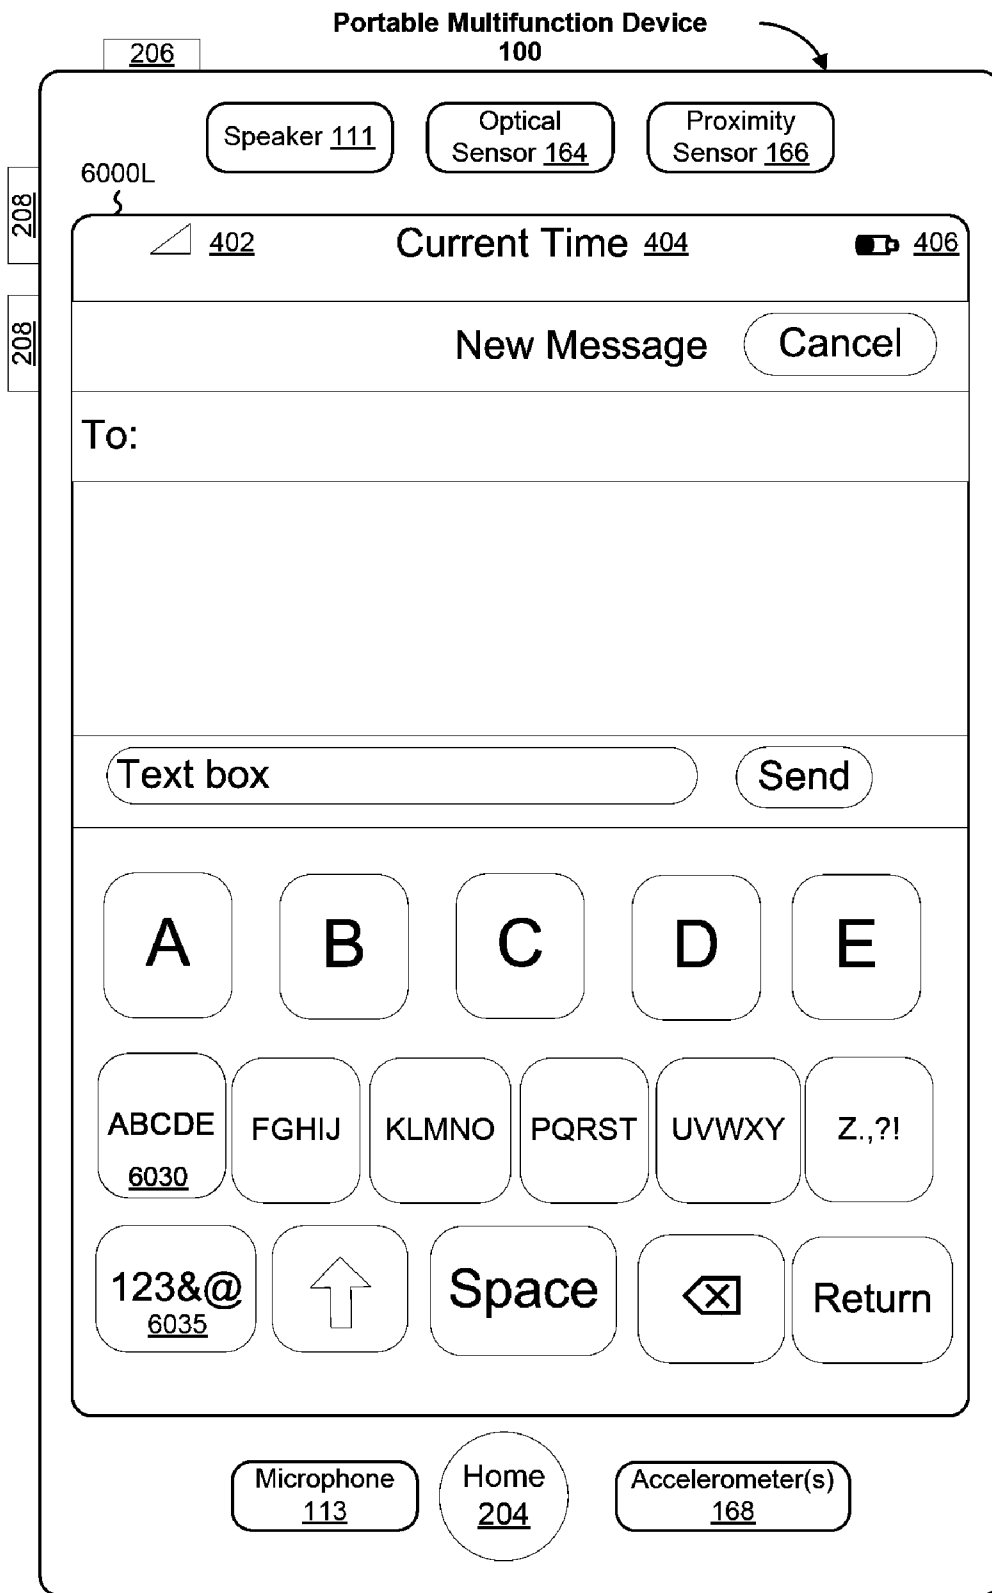 Portable Multifunction Device
100
206
Speaker 111
Optical
Sensor 164
Proximity
Sensor 166
6000L
208
208
402
Current Time 404
406
New Message
Cancel
To:
Text box
Send
A
B
C
D
E
ABCDE
6030
FGHIJ
KLMNO
PQRST
UVWXY
Z.,?!
123&@
6035
Space
Return
Microphone
113
Home
204
Accelerometer(s)
168